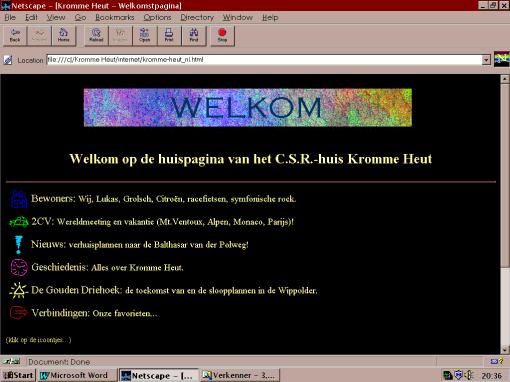 Netscape - [Kromme Heut - Welkomstpagina]
File Edit View Go Bookmarks Options Directory Window Help
Back Forward Home Reload Images Open Print Find Stop
Location file:///c|/Kromme Heut/internet/kromme-heut_nl.html
N
WELKOM
Welkom op de huispagina van het C.S.R.-huis Kromme Heut
Bewoners: Wij, Lukas, Grolsch, Citroën, racefietsen, symfonische rock.
2CV: Wereldmeeting en vakantie (Mt.Ventoux, Alpen, Monaco, Parijs)!
Nieuws: verhuisplannen naar de Balthasar van der Polweg!
Geschiedenis: Alles over Kromme Heut.
De Gouden Driehoek: de toekomst van en de sloopplannen in de Wippolder.
Verbindingen: Onze favorieten...
(klik op de icoontjes...)
Document: Done
Start Microsoft Word Netscape - [... Verkenner - 3,... 20:36